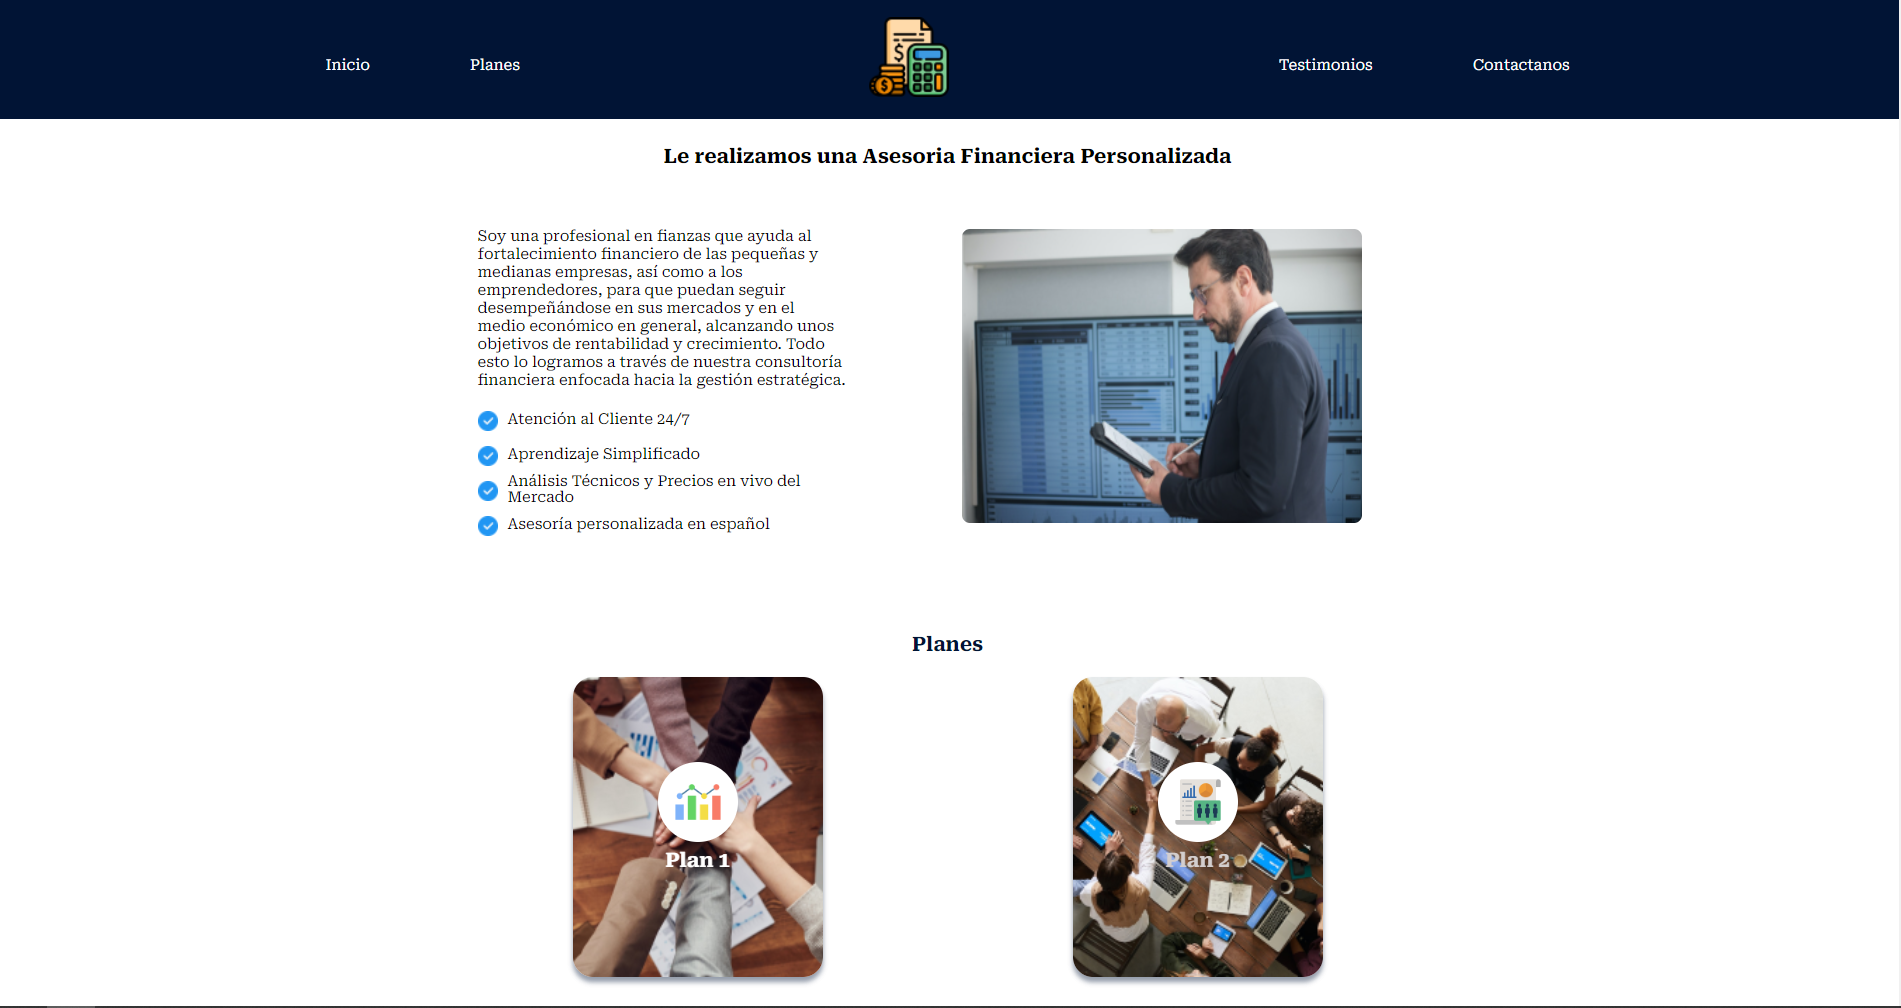 Inicio
Planes
Testimonios
Contactanos
Le realizamos una Asesoria Financiera Personalizada
Soy una profesional en fianzas que ayuda al
fortalecimiento financiero de las pequeñas y
medianas empresas, así como a los
emprendedores, para que puedan seguir
desempeñándose en sus mercados y en el
medio económico en general, alcanzando unos
objetivos de rentabilidad y crecimiento. Todo
esto lo logramos a través de nuestra consultoría
financiera enfocada hacia la gestión estratégica.
Atención al Cliente 24/7
Aprendizaje Simplificado
Análisis Técnicos y Precios en vivo del
Mercado
Asesoría personalizada en español
Planes
Plan 1
Plan 2